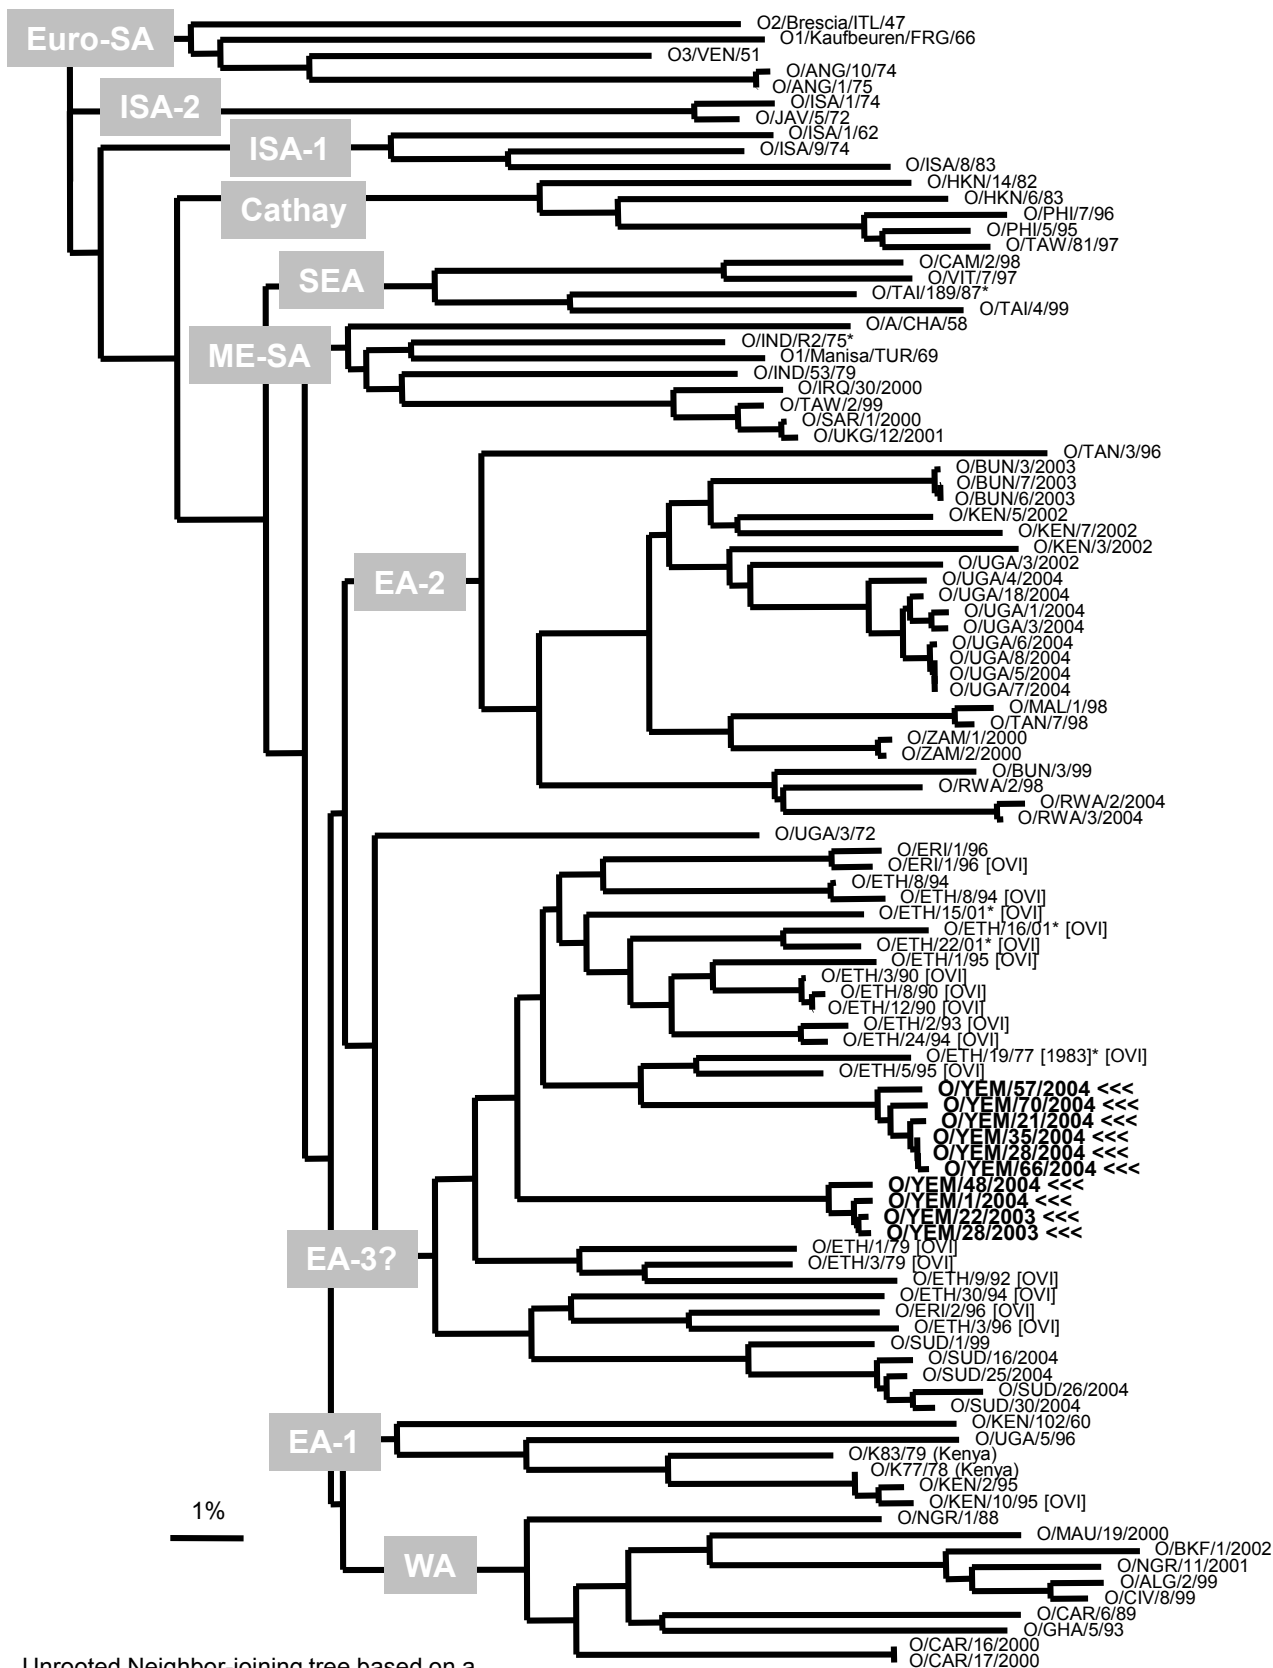 O2/Brescia/ITL/47
Euro-SA
O1/Kaufbeuren/FRG/66
O3/VEN/51
O/ANG/10/74
O/ANG/1/75
ISA-2
O/ISA/1/74
O/JAV/5/72
O/ISA/1/62
ISA-1
O/ISA/9/74
O/ISA/8/83
O/HKN/14/82
O/HKN/6/83
Cathay
O/PHI/7/96
O/PHI/5/95
O/TAW/81/97
O/CAM/2/98
O/VIT/7/97
SEA
O/TAI/189/87*
O/TAI/4/99
O/A/CHA/58
O/IND/R2/75*
ME-SA
O1/Manisa/TUR/69
O/IND/53/79
O/IRQ/30/2000
O/TAW/2/99
O/SAR/1/2000
O/UKG/12/2001
O/TAN/3/96
O/BUN/3/2003
O/BUN/7/2003
O/BUN/6/2003
O/KEN/5/2002
O/KEN/7/2002
O/KEN/3/2002
O/UGA/3/2002
O/UGA/4/2004
EA-2
O/UGA/18/2004
O/UGA/1/2004
O/UGA/3/2004
O/UGA/6/2004
O/UGA/8/2004
O/UGA/5/2004
O/UGA/7/2004
O/MAL/1/98
O/TAN/7/98
O/ZAM/1/2000
O/ZAM/2/2000
O/BUN/3/99
O/RWA/2/98
O/RWA/2/2004
O/RWA/3/2004
O/UGA/3/72
O/ERI/1/96
O/ERI/1/96 [OVI]
O/ETH/8/94
O/ETH/8/94 [OVI]
O/ETH/15/01* [OVI]
O/ETH/16/01* [OVI]
O/ETH/22/01* [OVI]
O/ETH/1/95 [OVI]
O/ETH/3/90 [OVI]
O/ETH/8/90 [OVI]
O/ETH/12/90 [OVI]
O/ETH/2/93 [OVI]
O/ETH/24/94 [OVI]
O/ETH/19/77 [1983]* [OVI]
O/ETH/5/95 [OVI]
O/YEM/57/2004 <<<
O/YEM/70/2004 <<<
O/YEM/21/2004 <<<
O/YEM/35/2004 <<<
O/YEM/28/2004 <<<
O/YEM/66/2004 <<<
O/YEM/48/2004 <<<
O/YEM/1/2004 <<<
O/YEM/22/2003 <<<
O/YEM/28/2003 <<<
O/ETH/1/79 [OVI]
EA-3?
O/ETH/3/79 [OVI]
O/ETH/9/92 [OVI]
O/ETH/30/94 [OVI]
O/ERI/2/96 [OVI]
O/ETH/3/96 [OVI]
O/SUD/1/99
O/SUD/16/2004
O/SUD/25/2004
O/SUD/26/2004
O/SUD/30/2004
O/KEN/102/60
EA-1
O/UGA/5/96
O/K83/79 (Kenya)
O/K77/78 (Kenya)
O/KEN/2/95
O/KEN/10/95 [OVI]
1%
O/NGR/1/88
O/MAU/19/2000
O/BKF/1/2002
WA
O/NGR/11/2001
O/ALG/2/99
O/CIV/8/99
O/CAR/6/89
O/GHA/5/93
O/CAR/16/2000
O/CAR/17/2000
Unrooted Neighbor-joining tree based on a